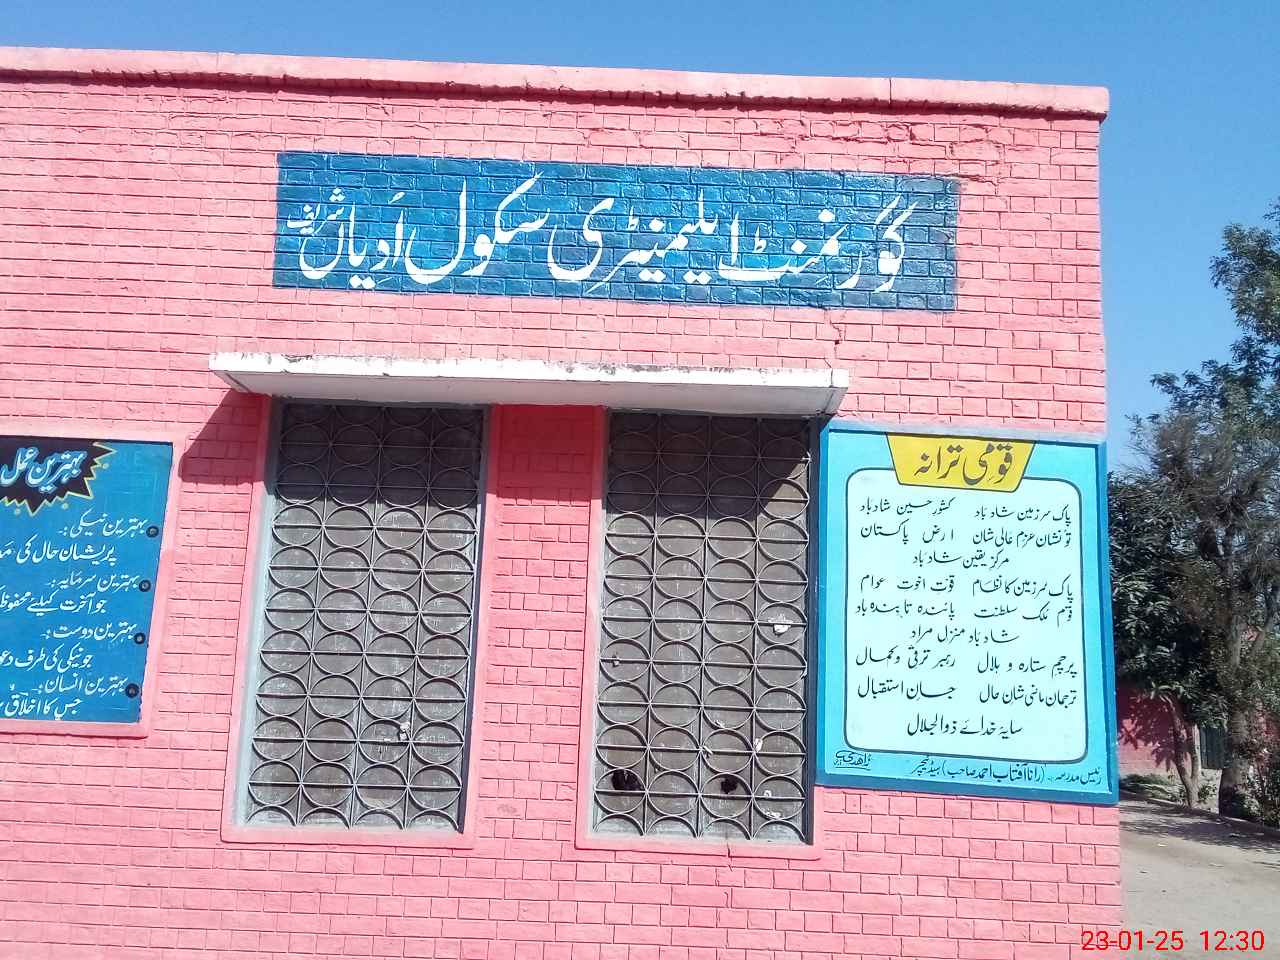 گورنمنٹ ایلیمنٹری سکول اَدیاں شریف
قومی ترانہ
پاک سرزمین شاد باد کشور حسین شاد باد
تو نشان عزم عالی شان ارض پاکستان
مرکز یقین شاد باد
پاک سرزمین کا نظام قوت اخوت عوام
قوم ملک سلطنت پائندہ تابندہ باد
شاد باد منزل مراد
پرچم ستارہ و ہلال رہبر ترقی و کمال
ترجمان ماضی شان حال جان استقبال
سایۂ خدائے ذوالجلال
رئیس مدرسہ :۔ (رانا آفتاب احمد صاحب) ہیڈ ٹیچر
زاھدی
بہترین عمل
بہترین نیکی :۔
پریشان حال کی
بہترین سرمایہ :۔
جو آخرت کیلئے محفوظ
بہترین دوست :۔
جو نیکی کی طرف
بہترین انسان :۔
جس کا اخلاق
23-01-25 12:30